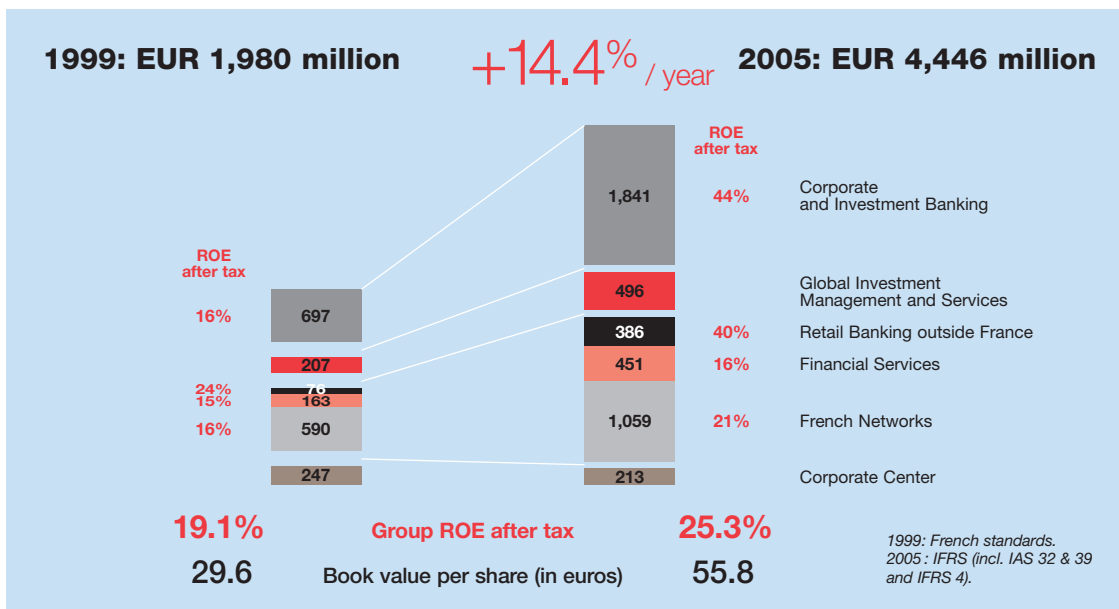 1999: EUR 1,980 million
+14.4% / year
2005: EUR 4,446 million
ROE
after tax
1,841
44%
Corporate
and Investment Banking
ROE
after tax
16%
697
496
Global Investment
Management and Services
386
40%
Retail Banking outside France
207
451
16%
Financial Services
24%
76
15%
163
16%
590
1,059
21%
French Networks
247
213
Corporate Center
19.1%
Group ROE after tax
25.3%
29.6
Book value per share (in euros)
55.8
1999: French standards.
2005 : IFRS (incl. IAS 32 & 39
and IFRS 4).